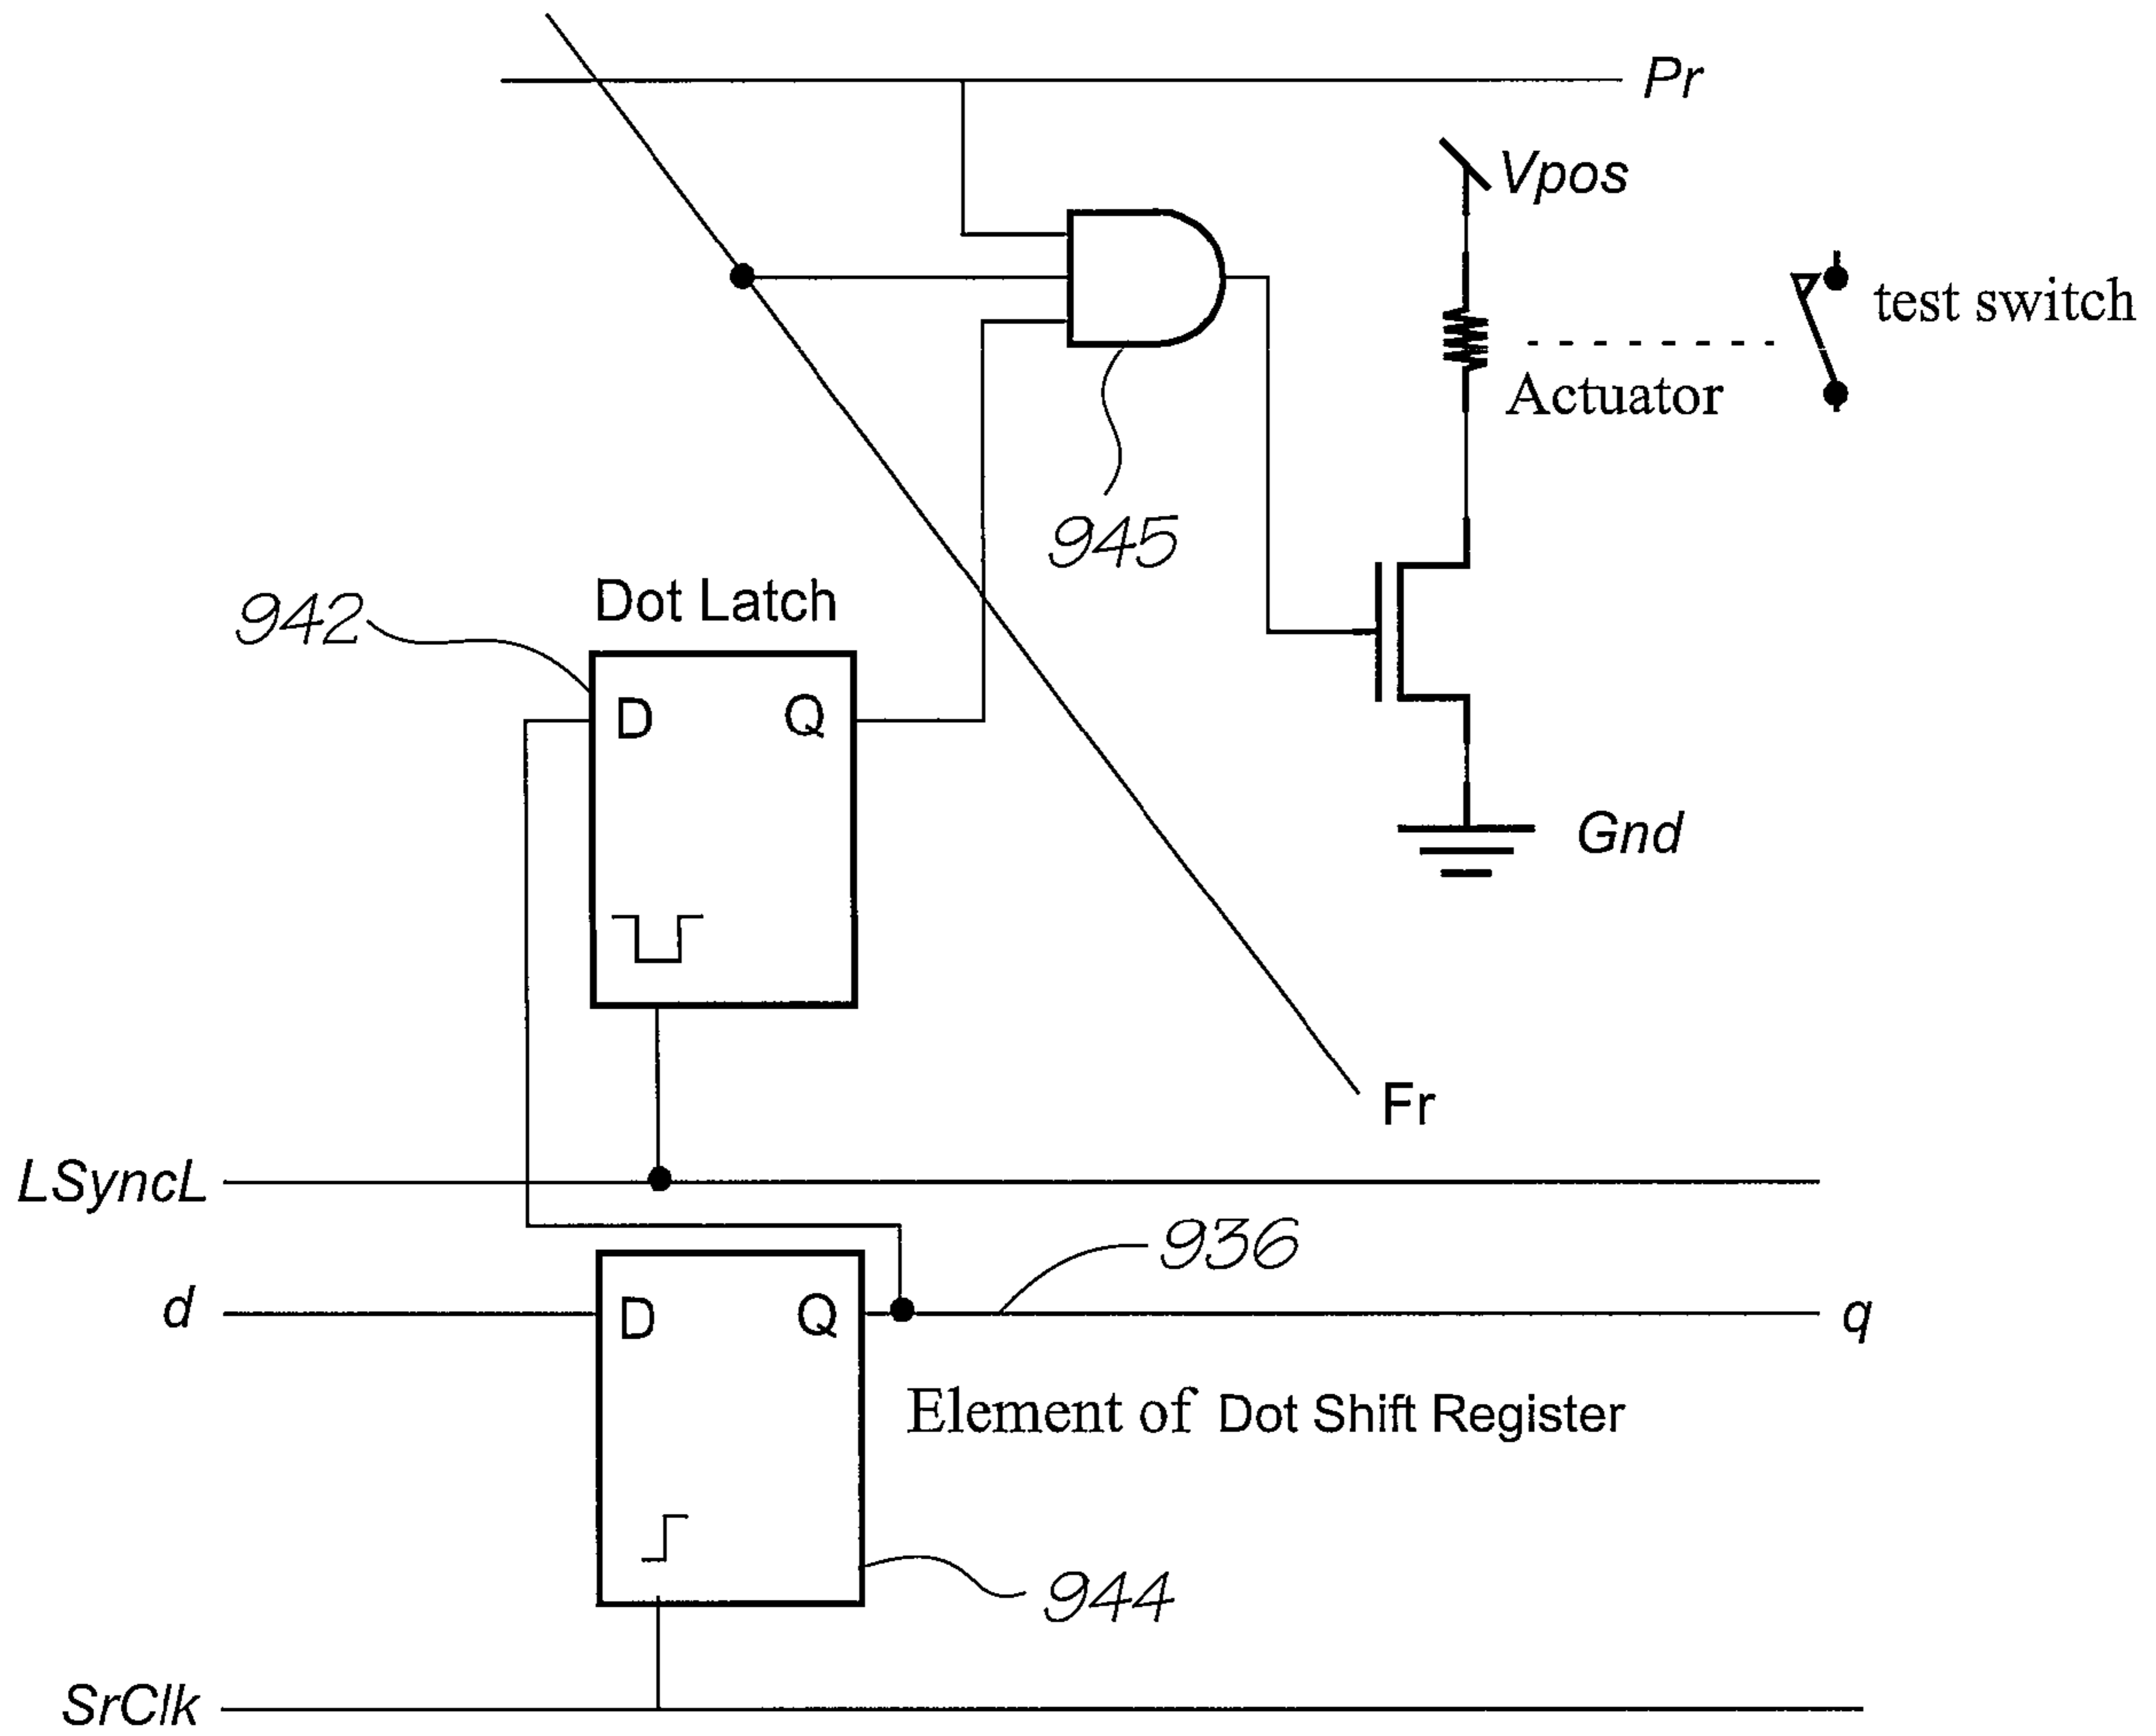 Pr
Vpos
test switch
Actuator
945
Dot Latch
942
D Q
Gnd
Fr
LSyncL
936
d
D Q
q
Element of Dot Shift Register
944
SrClk